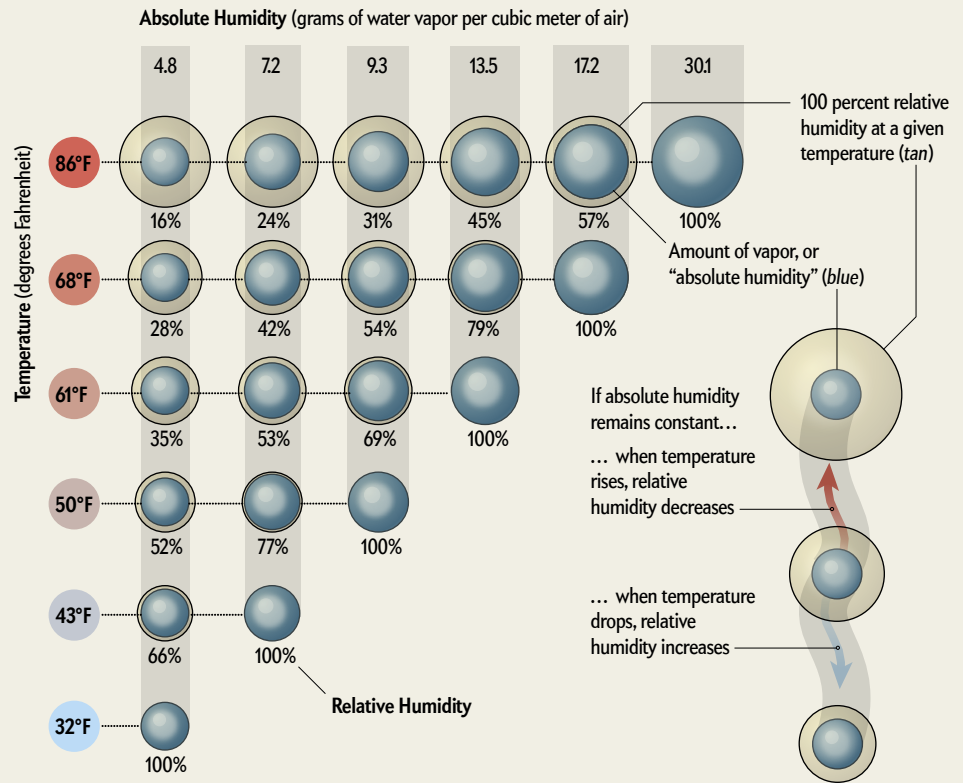 Absolute Humidity (grams of water vapor per cubic meter of air)
4.8 7.2 9.3 13.5 17.2 30.1
Temperature (degrees Fahrenheit)
86°F
16% 24% 31% 45% 57% 100%
68°F
28% 42% 54% 79% 100%
61°F
35% 53% 69% 100%
50°F
52% 77% 100%
43°F
66% 100%
32°F
100%
Relative Humidity
100 percent relative
humidity at a given
temperature (tan)
Amount of vapor, or
“absolute humidity” (blue)
If absolute humidity
remains constant…
… when temperature
rises, relative
humidity decreases
… when temperature
drops, relative
humidity increases